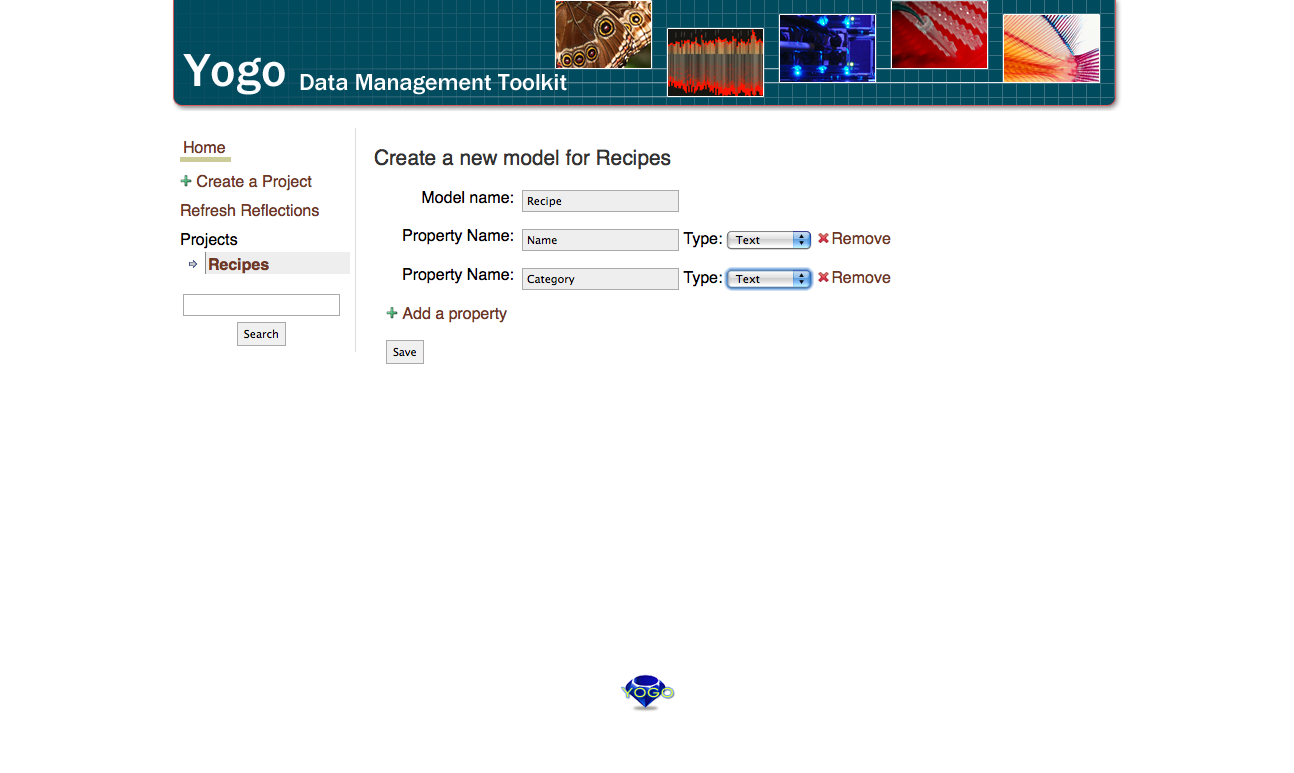 Yogo Data Management Toolkit
Home
Create a Project
Refresh Reflections
Projects
Recipes
Search
Create a new model for Recipes
Model name: Recipe
Property Name: Name Type: Text Remove
Property Name: Category Type: Text Remove
Add a property
Save
YOGO